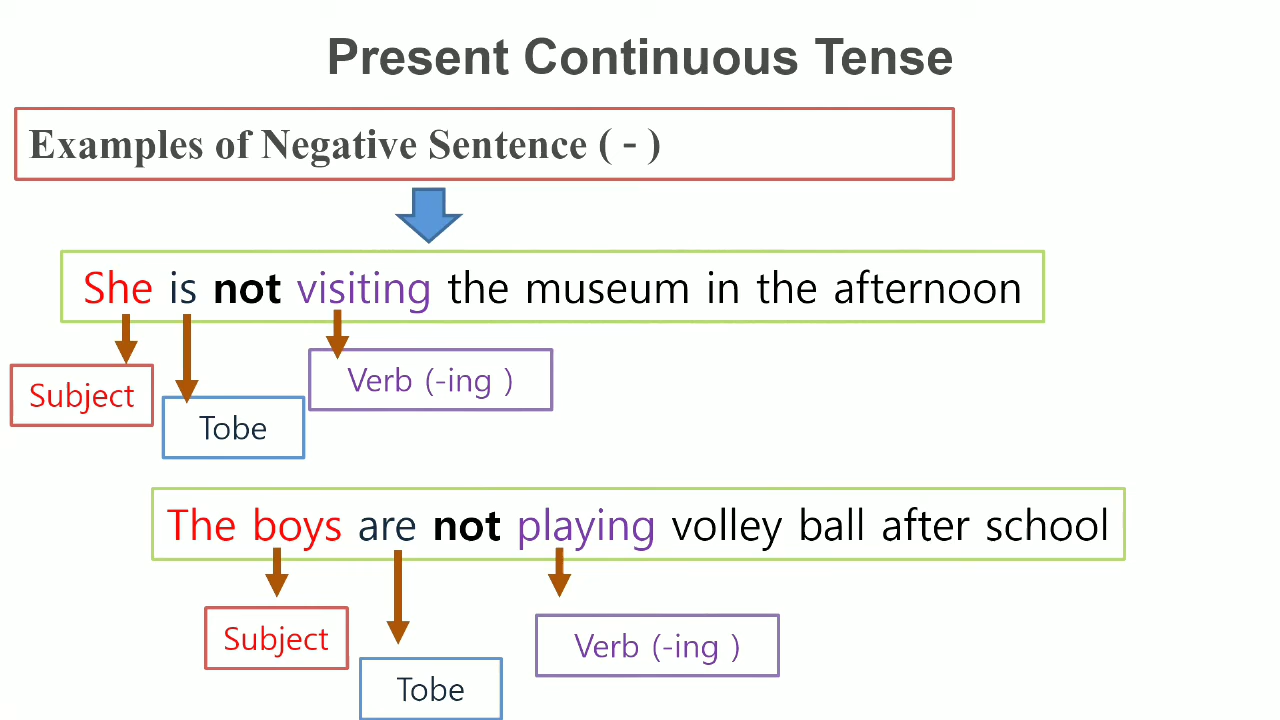 Present Continuous Tense
Examples of Negative Sentence ( - )
She is not visiting the museum in the afternoon
Subject
Tobe
Verb (-ing )
The boys are not playing volley ball after school
Subject
Tobe
Verb (-ing )